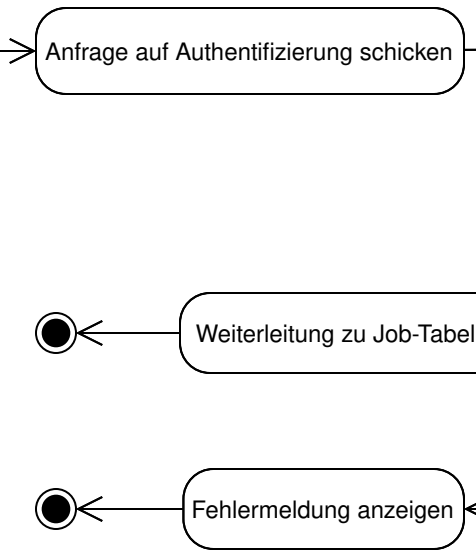 Anfrage auf Authentifizierung schicken
Weiterleitung zu Job-Tabel
Fehlermeldung anzeigen